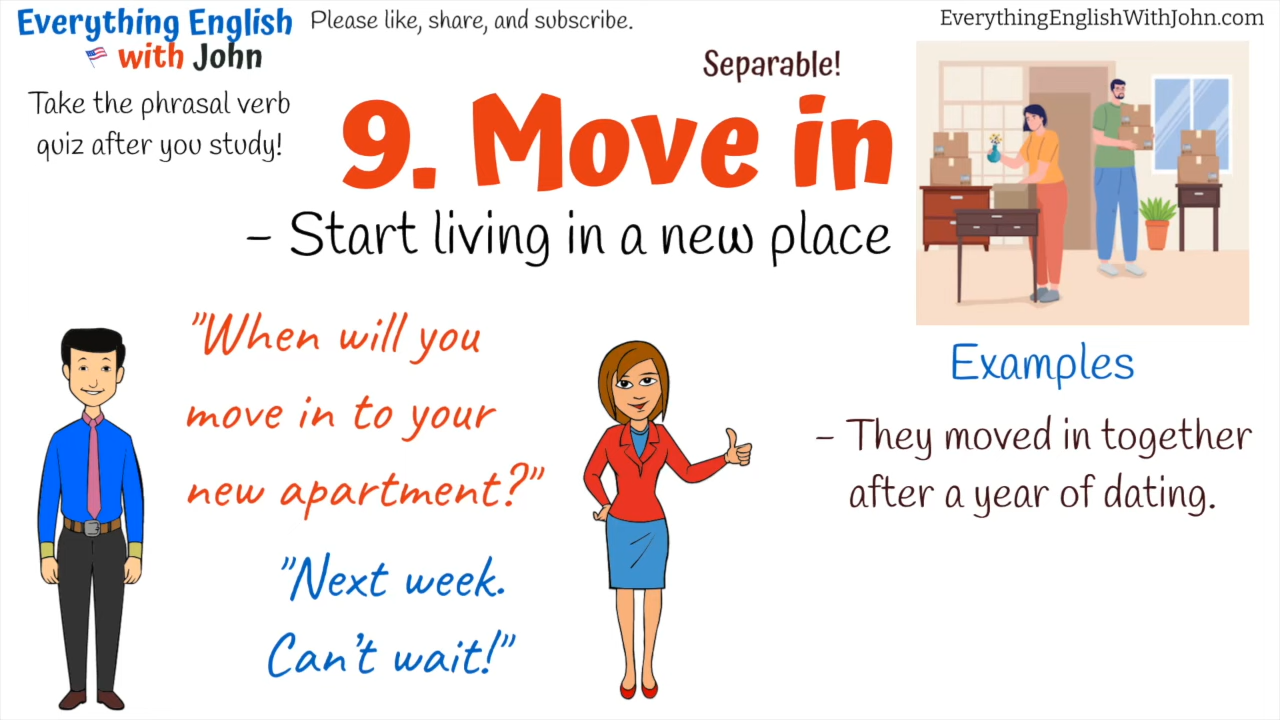 Everything English
with John
Please like, share, and subscribe.
EverythingEnglishWithJohn.com
Take the phrasal verb
quiz after you study!
Separable!
9. Move in
- Start living in a new place
"When will you
move in to your
new apartment?"
"Next week.
Can't wait!"
Examples
- They moved in together
after a year of dating.